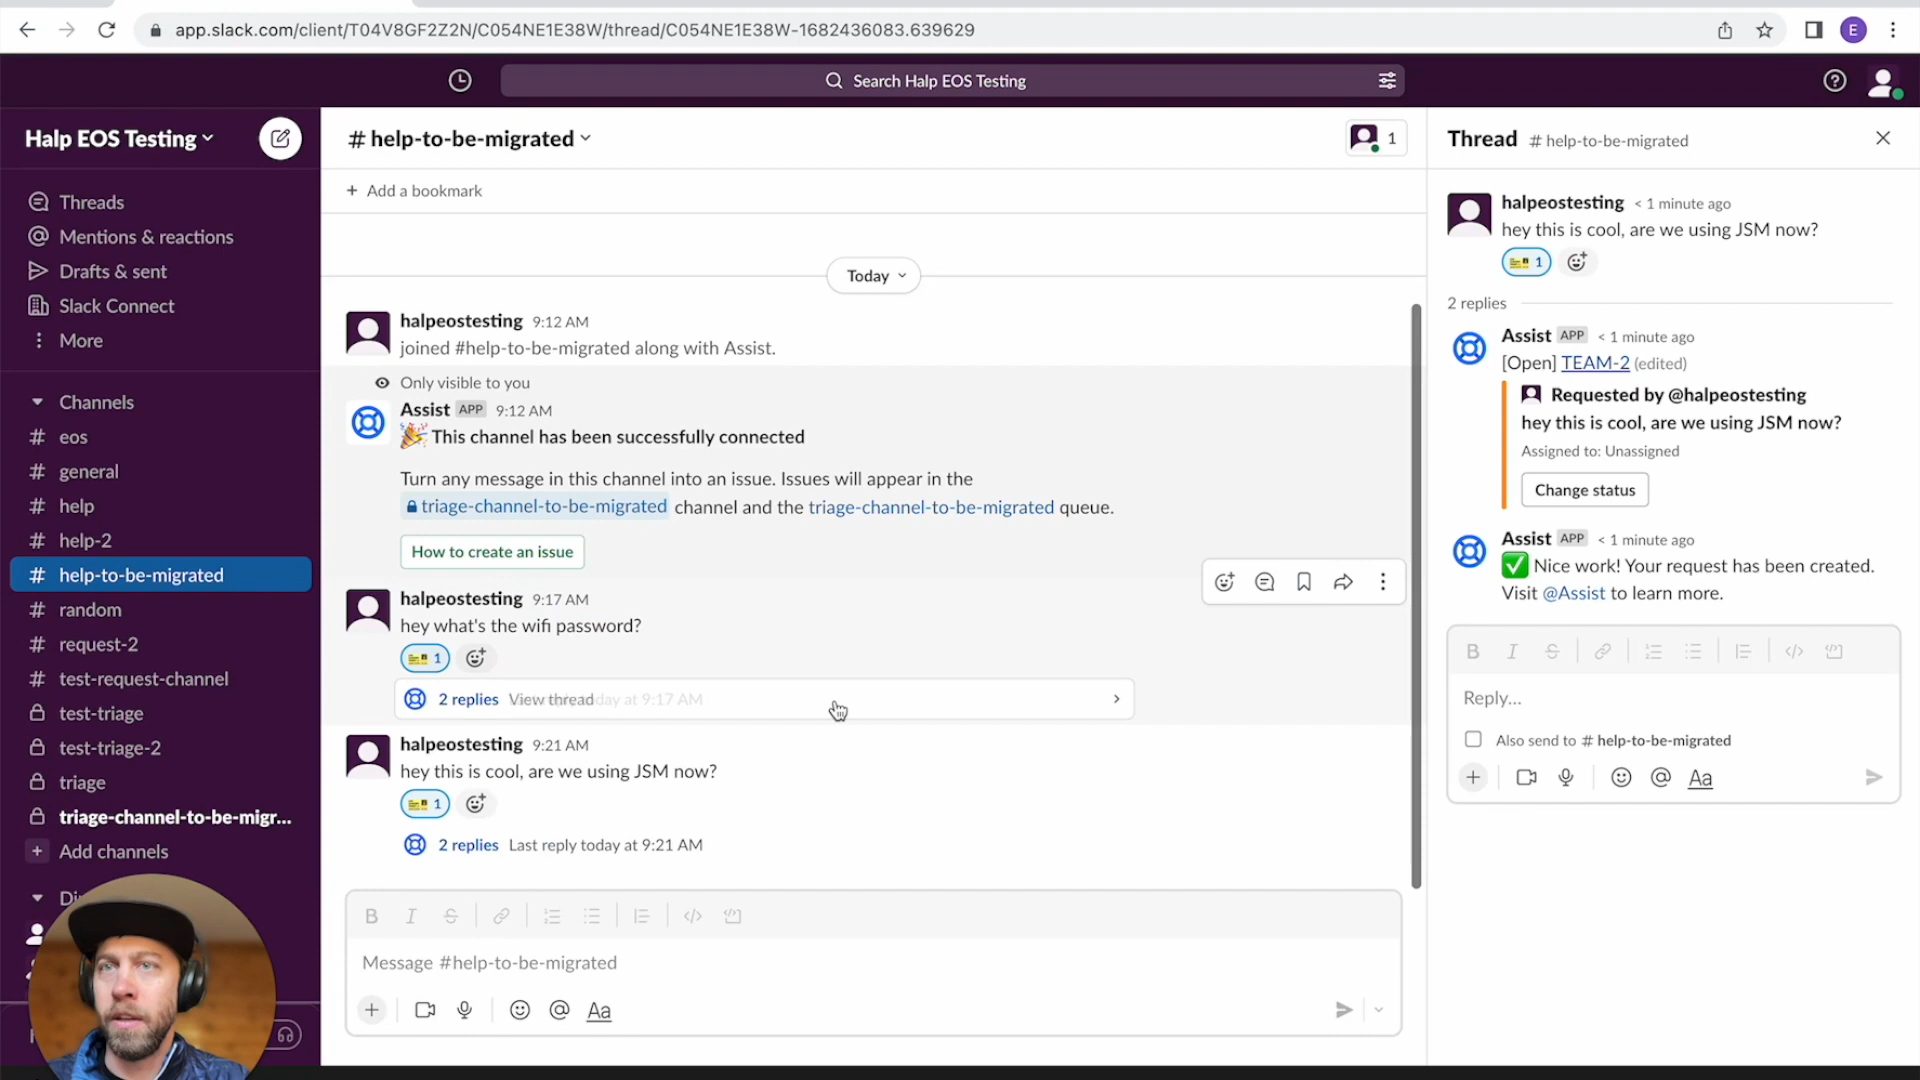 app.slack.com/client/T04V8GF2Z2N/C054NE1E38W/thread/C054NE1E38W-1682436083.639629
E
Search Halp EOS Testing
Halp EOS Testing
Threads
Mentions & reactions
Drafts & sent
Slack Connect
More
Channels
# eos
# general
# help
# help-2
# help-to-be-migrated
# random
# request-2
# test-request-channel
test-triage
test-triage-2
triage
triage-channel-to-be-migr...
+ Add channels
# help-to-be-migrated
1
+ Add a bookmark
Today
halpeostesting 9:12 AM
joined #help-to-be-migrated along with Assist.
Only visible to you
Assist APP 9:12 AM
This channel has been successfully connected
Turn any message in this channel into an issue. Issues will appear in the
triage-channel-to-be-migrated channel and the triage-channel-to-be-migrated queue.
How to create an issue
halpeostesting 9:17 AM
hey what's the wifi password?
1
2 replies View thread today at 9:17 AM
halpeostesting 9:21 AM
hey this is cool, are we using JSM now?
1
2 replies Last reply today at 9:21 AM
B I S
Message #help-to-be-migrated
+ @ Aa
Thread # help-to-be-migrated
halpeostesting < 1 minute ago
hey this is cool, are we using JSM now?
1
2 replies
Assist APP < 1 minute ago
[Open] TEAM-2 (edited)
Requested by @halpeostesting
hey this is cool, are we using JSM now?
Assigned to: Unassigned
Change status
Assist APP < 1 minute ago
Nice work! Your request has been created.
Visit @Assist to learn more.
B I S
Reply...
Also send to # help-to-be-migrated
+ @ Aa